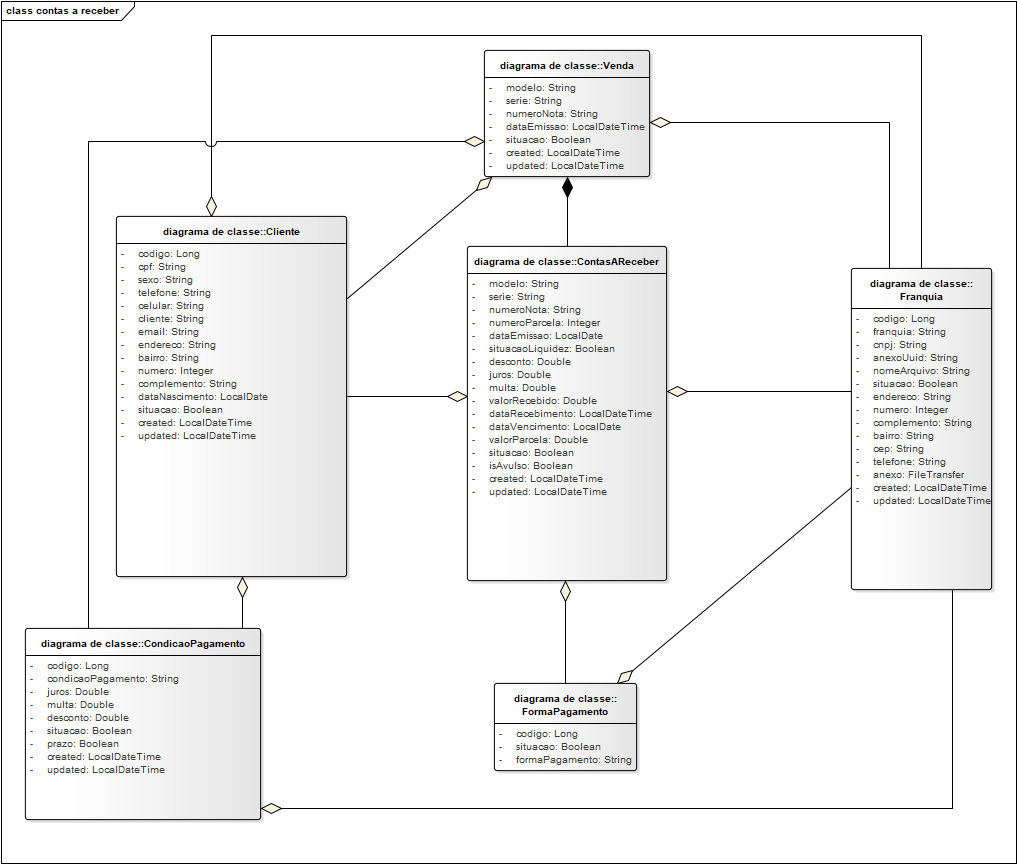 class contas a receber
diagrama de classe::Venda
- modelo: String
- serie: String
- numeroNota: String
- dataEmissao: LocalDateTime
- situacao: Boolean
- created: LocalDateTime
- updated: LocalDateTime
diagrama de classe::Cliente
- codigo: Long
- cpf: String
- sexo: String
- telefone: String
- celular: String
- cliente: String
- email: String
- endereco: String
- bairro: String
- numero: Integer
- complemento: String
- dataNascimento: LocalDate
- situacao: Boolean
- created: LocalDateTime
- updated: LocalDateTime
diagrama de classe::ContasAReceber
- modelo: String
- serie: String
- numeroNota: String
- numeroParcela: Integer
- dataEmissao: LocalDate
- situacaoLiquidez: Boolean
- desconto: Double
- juros: Double
- multa: Double
- valorRecebido: Double
- dataRecebimento: LocalDateTime
- dataVencimento: LocalDate
- valorParcela: Double
- situacao: Boolean
- isAvulso: Boolean
- created: LocalDateTime
- updated: LocalDateTime
diagrama de classe::
Franquia
- codigo: Long
- franquia: String
- cnpj: String
- anexoUuid: String
- nomeArquivo: String
- situacao: Boolean
- endereco: String
- numero: Integer
- complemento: String
- bairro: String
- cep: String
- telefone: String
- anexo: FileTransfer
- created: LocalDateTime
- updated: LocalDateTime
diagrama de classe::CondicaoPagamento
- codigo: Long
- condicaoPagamento: String
- juros: Double
- multa: Double
- desconto: Double
- situacao: Boolean
- prazo: Boolean
- created: LocalDateTime
- updated: LocalDateTime
diagrama de classe::
FormaPagamento
- codigo: Long
- situacao: Boolean
- formaPagamento: String